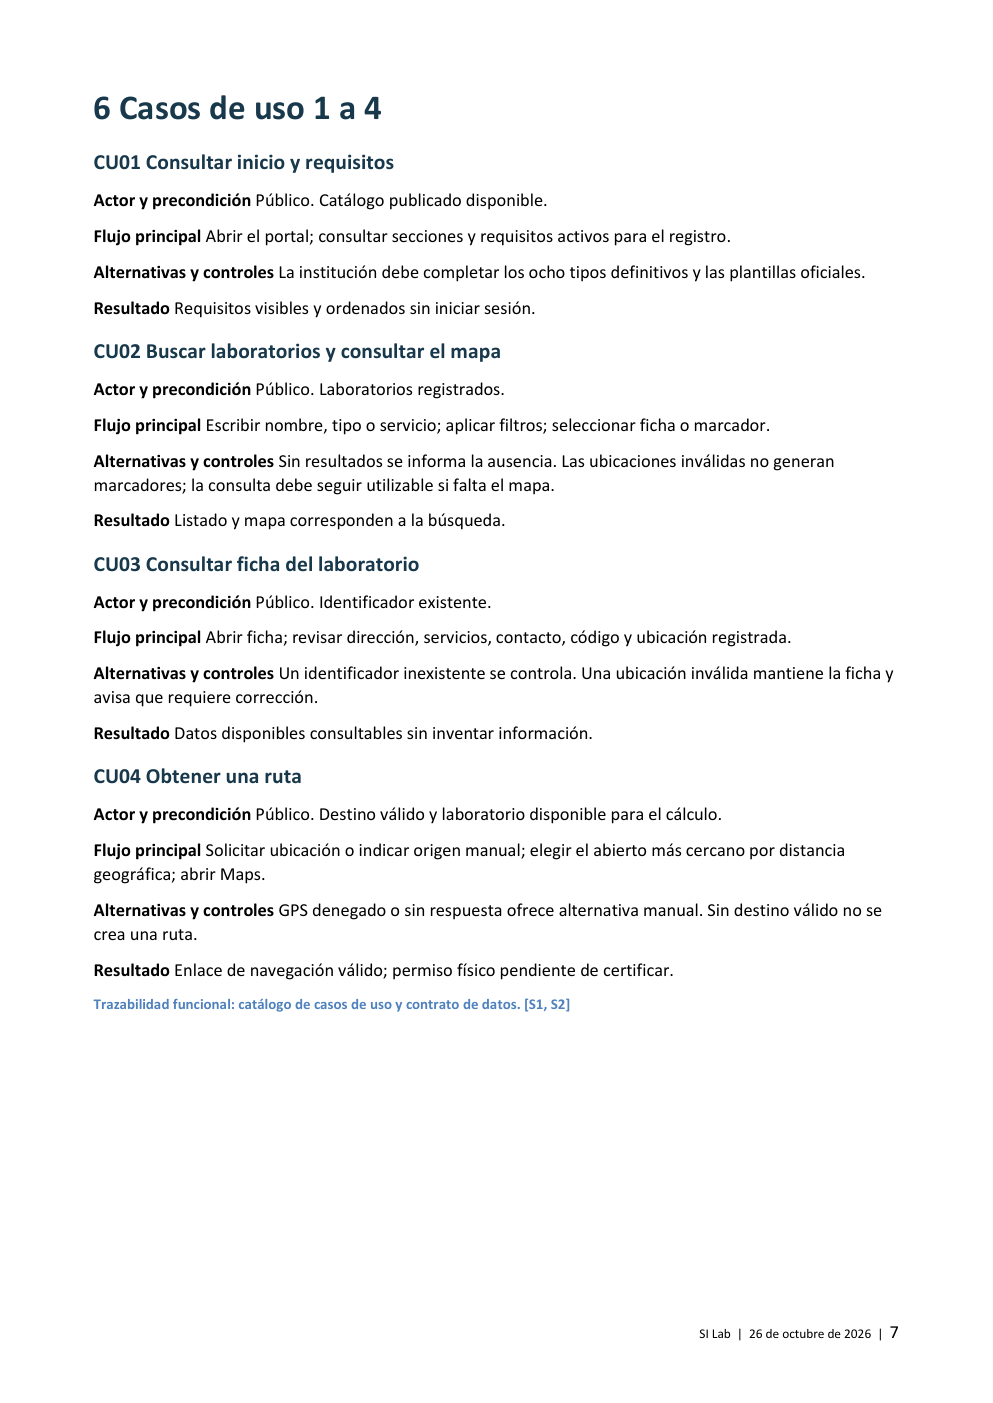 6 Casos de uso 1 a 4
CU01 Consultar inicio y requisitos
Actor y precondición Público. Catálogo publicado disponible.
Flujo principal Abrir el portal; consultar secciones y requisitos activos para el registro.
Alternativas y controles La institución debe completar los ocho tipos definitivos y las plantillas oficiales.
Resultado Requisitos visibles y ordenados sin iniciar sesión.
CU02 Buscar laboratorios y consultar el mapa
Actor y precondición Público. Laboratorios registrados.
Flujo principal Escribir nombre, tipo o servicio; aplicar filtros; seleccionar ficha o marcador.
Alternativas y controles Sin resultados se informa la ausencia. Las ubicaciones inválidas no generan
marcadores; la consulta debe seguir utilizable si falta el mapa.
Resultado Listado y mapa corresponden a la búsqueda.
CU03 Consultar ficha del laboratorio
Actor y precondición Público. Identificador existente.
Flujo principal Abrir ficha; revisar dirección, servicios, contacto, código y ubicación registrada.
Alternativas y controles Un identificador inexistente se controla. Una ubicación inválida mantiene la ficha y
avisa que requiere corrección.
Resultado Datos disponibles consultables sin inventar información.
CU04 Obtener una ruta
Actor y precondición Público. Destino válido y laboratorio disponible para el cálculo.
Flujo principal Solicitar ubicación o indicar origen manual; elegir el abierto más cercano por distancia
geográfica; abrir Maps.
Alternativas y controles GPS denegado o sin respuesta ofrece alternativa manual. Sin destino válido no se
crea una ruta.
Resultado Enlace de navegación válido; permiso físico pendiente de certificar.
Trazabilidad funcional: catálogo de casos de uso y contrato de datos. [S1, S2]
SI Lab | 26 de octubre de 2026 | 7